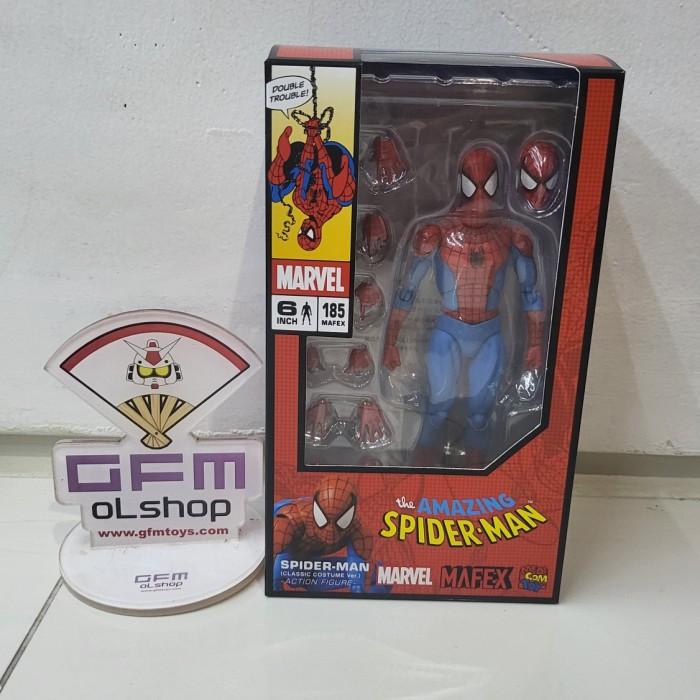 DOUBLE
TROUBLE!
MARVEL
6
INCH
185
MAFEX
the AMAZING
SPIDER-MAN
SPIDER-MAN
(CLASSIC COSTUME Ver.)
-ACTION FIGURE-
MARVEL
MAFEX
GFM
oLshop
www.gfmtoys.com
GFM
oLshop